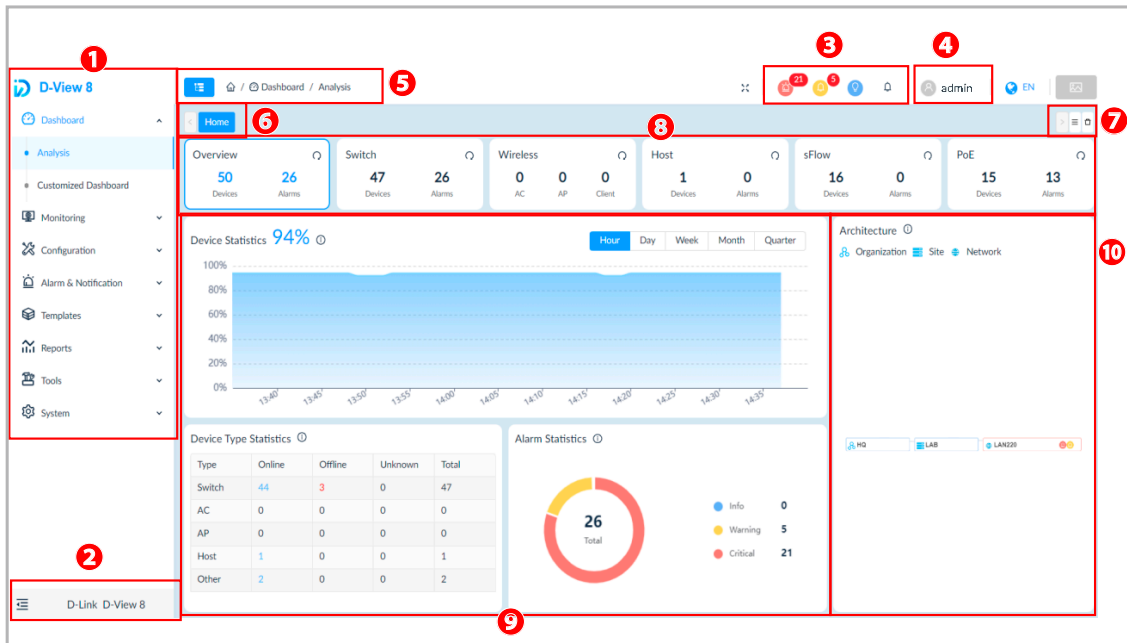 1
3
4
D-View 8
/ Dashboard / Analysis
5
21
5
admin
EN
Dashboard
Home
6
8
7
Analysis
Customized Dashboard
Monitoring
Configuration
Alarm & Notification
Templates
Reports
Tools
System
Overview
50
26
Devices
Alarms
Switch
47
26
Devices
Alarms
Wireless
0
0
0
AC
AP
Client
Host
1
0
Devices
Alarms
sFlow
16
0
Devices
Alarms
PoE
15
13
Devices
Alarms
Device Statistics 94%
Hour Day Week Month Quarter
100%
80%
60%
40%
20%
0%
13:40' 13:45' 13:50' 13:55' 14:00' 14:05' 14:10' 14:15' 14:20' 14:25' 14:30' 14:35'
Architecture
10
Organization Site Network
HQ LAB LAN220
Device Type Statistics
Type Online Offline Unknown Total
Switch 44 3 0 47
AC 0 0 0 0
AP 0 0 0 0
Host 1 0 0 1
Other 2 0 0 2
Alarm Statistics
26
Total
Info 0
Warning 5
Critical 21
2
D-Link D-View 8
9